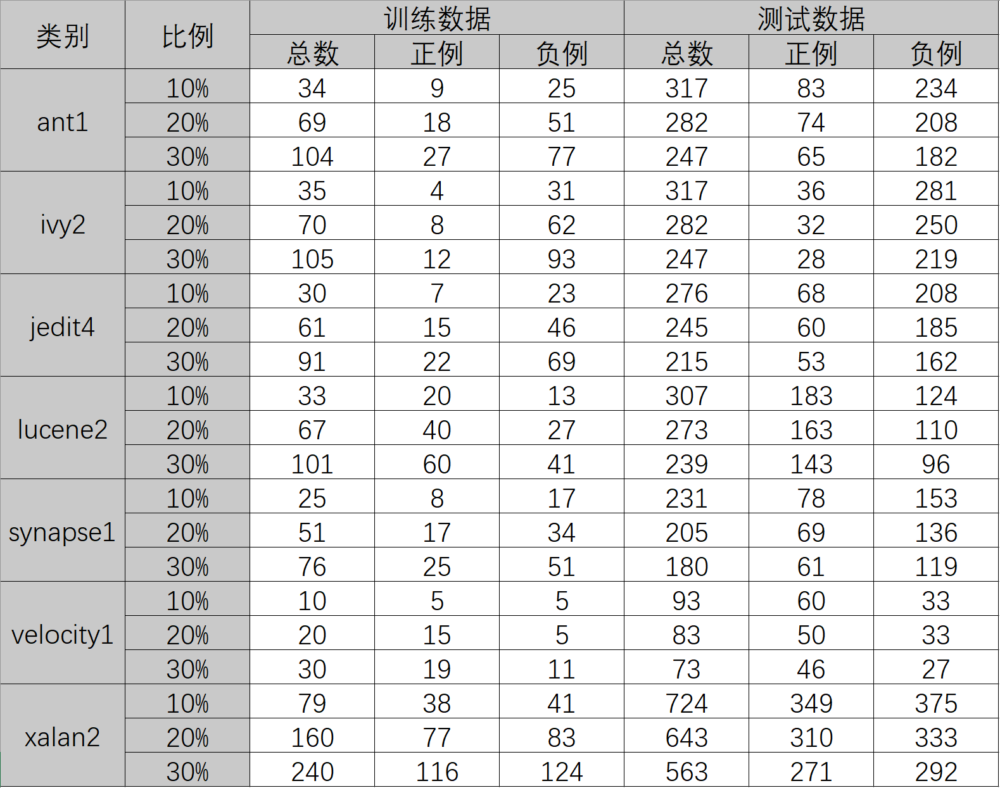 类别 比例 训练数据 测试数据
总数 正例 负例 总数 正例 负例
ant1 10% 34 9 25 317 83 234
20% 69 18 51 282 74 208
30% 104 27 77 247 65 182
ivy2 10% 35 4 31 317 36 281
20% 70 8 62 282 32 250
30% 105 12 93 247 28 219
jedit4 10% 30 7 23 276 68 208
20% 61 15 46 245 60 185
30% 91 22 69 215 53 162
lucene2 10% 33 20 13 307 183 124
20% 67 40 27 273 163 110
30% 101 60 41 239 143 96
synapse1 10% 25 8 17 231 78 153
20% 51 17 34 205 69 136
30% 76 25 51 180 61 119
velocity1 10% 10 5 5 93 60 33
20% 20 15 5 83 50 33
30% 30 19 11 73 46 27
xalan2 10% 79 38 41 724 349 375
20% 160 77 83 643 310 333
30% 240 116 124 563 271 292